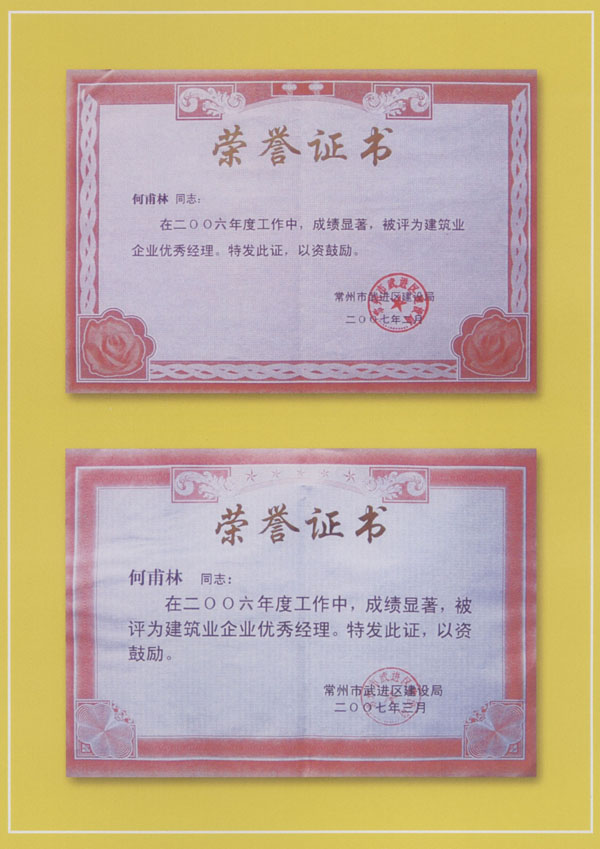 荣誉证书
何甫林 同志:
在二〇〇六年度工作中，成绩显著，被评为建筑业
企业优秀经理。特发此证，以资鼓励。
常州市武进区建设局
二〇〇七年二月
荣誉证书
何甫林 同志:
在二〇〇六年度工作中，成绩显著，被
评为建筑业企业优秀经理。特发此证，以资
鼓励。
常州市武进区建设局
二〇〇七年三月